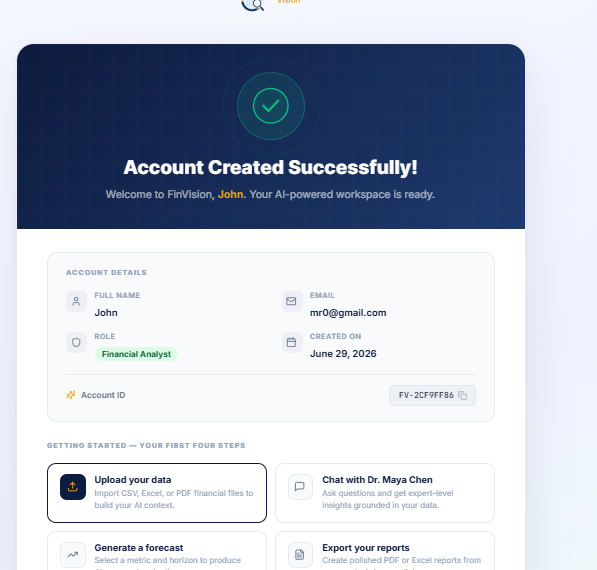 Vision
Account Created Successfully!
Welcome to FinVision, John. Your AI-powered workspace is ready.
ACCOUNT DETAILS
FULL NAME
John
EMAIL
mr0@gmail.com
ROLE
Financial Analyst
CREATED ON
June 29, 2026
Account ID
FV-2CF9FF86
GETTING STARTED — YOUR FIRST FOUR STEPS
Upload your data
Import CSV, Excel, or PDF financial files to
build your AI context.
Chat with Dr. Maya Chen
Ask questions and get expert-level
insights grounded in your data.
Generate a forecast
Select a metric and horizon to produce
Export your reports
Create polished PDF or Excel reports from